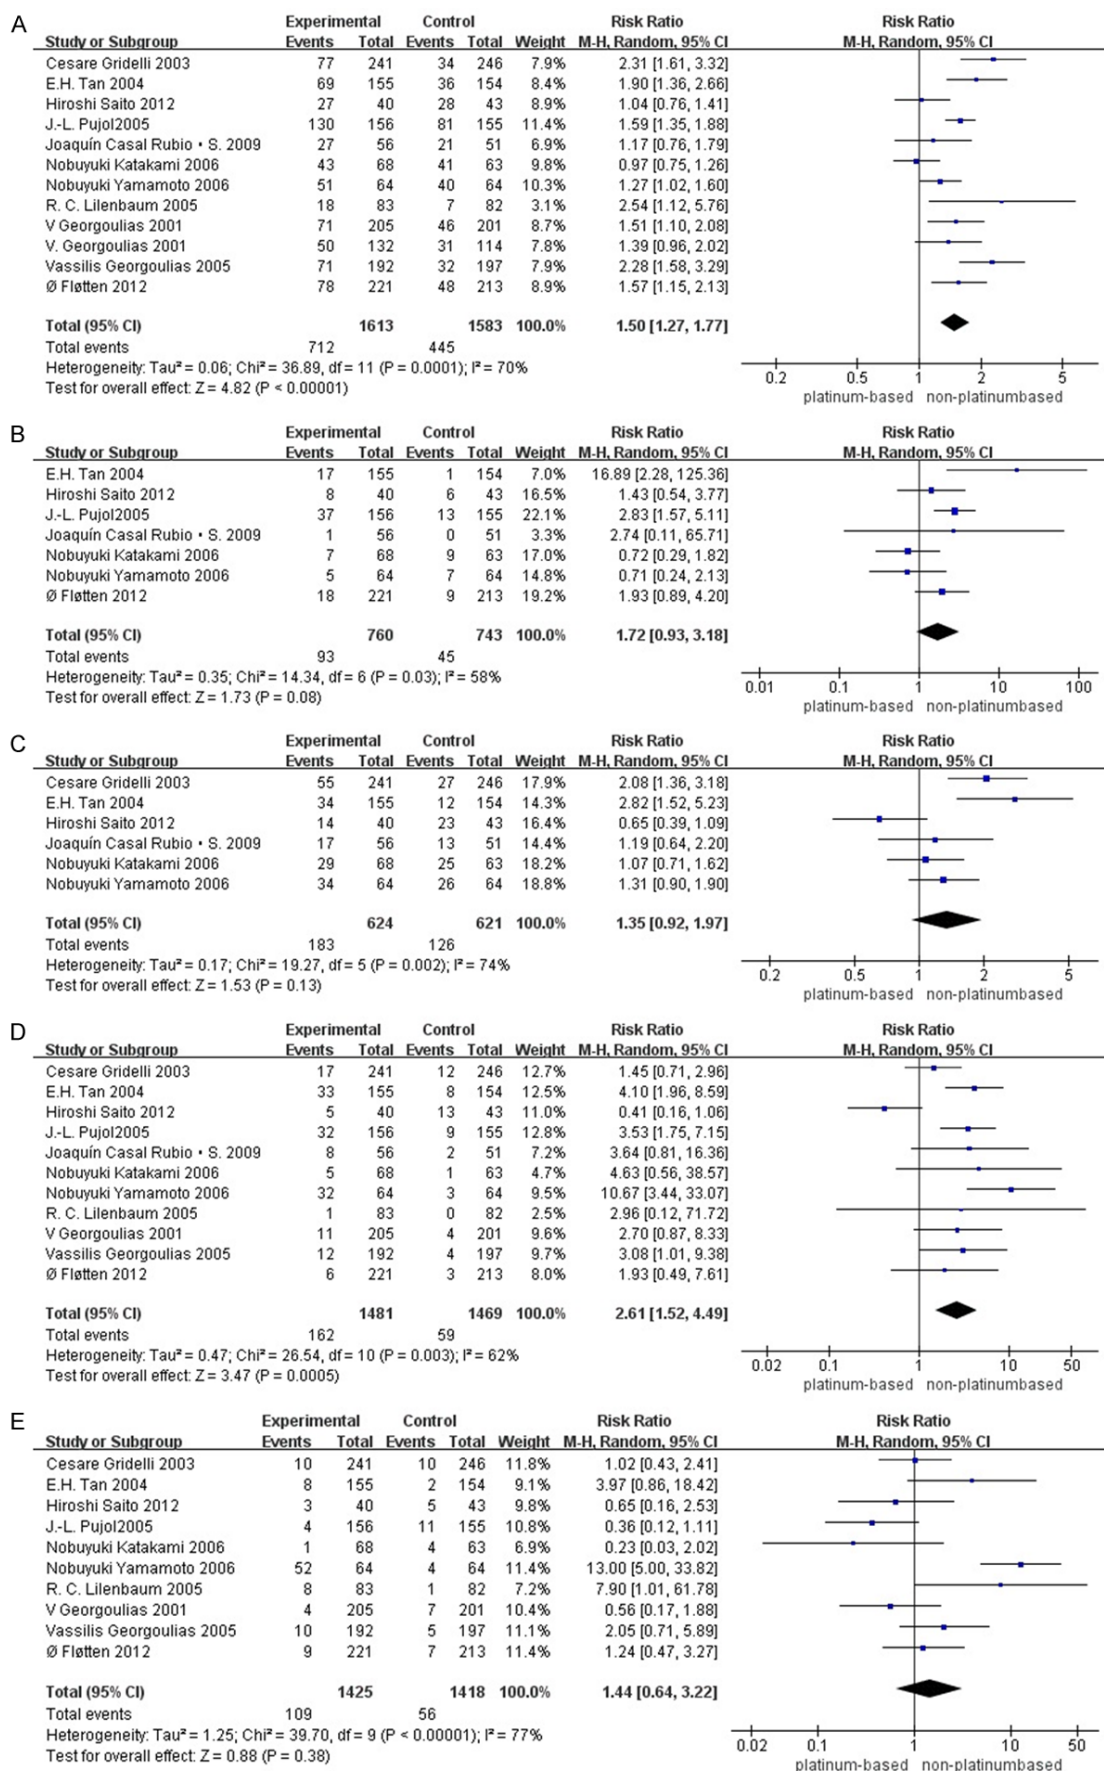 A
Experimental Control Risk Ratio Risk Ratio
Study or Subgroup Events Total Events Total Weight M-H, Random, 95% CI M-H, Random, 95% CI
Cesare Gridelli 2003 77 241 34 246 7.9% 2.31 [1.61, 3.32]
E.H. Tan 2004 69 155 36 154 8.4% 1.90 [1.36, 2.66]
Hiroshi Saito 2012 27 40 28 43 8.9% 1.04 [0.76, 1.41]
J.-L. Pujol2005 130 156 81 155 11.4% 1.59 [1.35, 1.88]
Joaquín Casal Rubio • S. 2009 27 56 21 51 6.9% 1.17 [0.76, 1.79]
Nobuyuki Katakami 2006 43 68 41 63 9.9% 0.97 [0.75, 1.26]
Nobuyuki Yamamoto 2006 51 64 40 64 10.3% 1.27 [1.02, 1.60]
R. C. Lilenbaum 2005 18 83 7 82 3.1% 2.54 [1.12, 5.76]
V Georgoulias 2001 71 205 46 201 8.7% 1.51 [1.10, 2.08]
V. Georgoulias 2001 50 132 31 114 7.8% 1.39 [0.96, 2.02]
Vassilis Georgoulias 2005 71 192 32 197 7.9% 2.28 [1.58, 3.29]
Ø Fløtten 2012 78 221 48 213 8.9% 1.57 [1.15, 2.13]
Total (95% CI) 1613 1583 100.0% 1.50 [1.27, 1.77]
Total events 712 445
Heterogeneity: Tau² = 0.06; Chi² = 36.89, df = 11 (P = 0.0001); I² = 70%
Test for overall effect: Z = 4.82 (P < 0.00001)
0.2 0.5 1 2 5
platinum-based non-platinumbased
B
Experimental Control Risk Ratio Risk Ratio
Study or Subgroup Events Total Events Total Weight M-H, Random, 95% CI M-H, Random, 95% CI
E.H. Tan 2004 17 155 1 154 7.0% 16.89 [2.28, 125.36]
Hiroshi Saito 2012 8 40 6 43 16.5% 1.43 [0.54, 3.77]
J.-L. Pujol2005 37 156 13 155 22.1% 2.83 [1.57, 5.11]
Joaquín Casal Rubio • S. 2009 1 56 0 51 3.3% 2.74 [0.11, 65.71]
Nobuyuki Katakami 2006 7 68 9 63 17.0% 0.72 [0.29, 1.82]
Nobuyuki Yamamoto 2006 5 64 7 64 14.8% 0.71 [0.24, 2.13]
Ø Fløtten 2012 18 221 9 213 19.2% 1.93 [0.89, 4.20]
Total (95% CI) 760 743 100.0% 1.72 [0.93, 3.18]
Total events 93 45
Heterogeneity: Tau² = 0.35; Chi² = 14.34, df = 6 (P = 0.03); I² = 58%
Test for overall effect: Z = 1.73 (P = 0.08)
0.01 0.1 1 10 100
platinum-based non-platinumbased
C
Experimental Control Risk Ratio Risk Ratio
Study or Subgroup Events Total Events Total Weight M-H, Random, 95% CI M-H, Random, 95% CI
Cesare Gridelli 2003 55 241 27 246 17.9% 2.08 [1.36, 3.18]
E.H. Tan 2004 34 155 12 154 14.3% 2.82 [1.52, 5.23]
Hiroshi Saito 2012 14 40 23 43 16.4% 0.65 [0.39, 1.09]
Joaquín Casal Rubio • S. 2009 17 56 13 51 14.4% 1.19 [0.64, 2.20]
Nobuyuki Katakami 2006 29 68 25 63 18.2% 1.07 [0.71, 1.62]
Nobuyuki Yamamoto 2006 34 64 26 64 18.8% 1.31 [0.90, 1.90]
Total (95% CI) 624 621 100.0% 1.35 [0.92, 1.97]
Total events 183 126
Heterogeneity: Tau² = 0.17; Chi² = 19.27, df = 5 (P = 0.002); I² = 74%
Test for overall effect: Z = 1.53 (P = 0.13)
0.2 0.5 1 2 5
platinum-based non-platinumbased
D
Experimental Control Risk Ratio Risk Ratio
Study or Subgroup Events Total Events Total Weight M-H, Random, 95% CI M-H, Random, 95% CI
Cesare Gridelli 2003 17 241 12 246 12.7% 1.45 [0.71, 2.96]
E.H. Tan 2004 33 155 8 154 12.5% 4.10 [1.96, 8.59]
Hiroshi Saito 2012 5 40 13 43 11.0% 0.41 [0.16, 1.06]
J.-L. Pujol2005 32 156 9 155 12.8% 3.53 [1.75, 7.15]
Joaquín Casal Rubio • S. 2009 8 56 2 51 7.2% 3.64 [0.81, 16.36]
Nobuyuki Katakami 2006 5 68 1 63 4.7% 4.63 [0.56, 38.57]
Nobuyuki Yamamoto 2006 32 64 3 64 9.5% 10.67 [3.44, 33.07]
R. C. Lilenbaum 2005 1 83 0 82 2.5% 2.96 [0.12, 71.72]
V Georgoulias 2001 11 205 4 201 9.6% 2.70 [0.87, 8.33]
Vassilis Georgoulias 2005 12 192 4 197 9.7% 3.08 [1.01, 9.38]
Ø Fløtten 2012 6 221 3 213 8.0% 1.93 [0.49, 7.61]
Total (95% CI) 1481 1469 100.0% 2.61 [1.52, 4.49]
Total events 162 59
Heterogeneity: Tau² = 0.47; Chi² = 26.54, df = 10 (P = 0.003); I² = 62%
Test for overall effect: Z = 3.47 (P = 0.0005)
0.02 0.1 1 10 50
platinum-based non-platinumbased
E
Experimental Control Risk Ratio Risk Ratio
Study or Subgroup Events Total Events Total Weight M-H, Random, 95% CI M-H, Random, 95% CI
Cesare Gridelli 2003 10 241 10 246 11.8% 1.02 [0.43, 2.41]
E.H. Tan 2004 8 155 2 154 9.1% 3.97 [0.86, 18.42]
Hiroshi Saito 2012 3 40 5 43 9.8% 0.65 [0.16, 2.53]
J.-L. Pujol2005 4 156 11 155 10.8% 0.36 [0.12, 1.11]
Nobuyuki Katakami 2006 1 68 4 63 6.9% 0.23 [0.03, 2.02]
Nobuyuki Yamamoto 2006 52 64 4 64 11.4% 13.00 [5.00, 33.82]
R. C. Lilenbaum 2005 8 83 1 82 7.2% 7.90 [1.01, 61.78]
V Georgoulias 2001 4 205 7 201 10.4% 0.56 [0.17, 1.88]
Vassilis Georgoulias 2005 10 192 5 197 11.1% 2.05 [0.71, 5.89]
Ø Fløtten 2012 9 221 7 213 11.4% 1.24 [0.47, 3.27]
Total (95% CI) 1425 1418 100.0% 1.44 [0.64, 3.22]
Total events 109 56
Heterogeneity: Tau² = 1.25; Chi² = 39.70, df = 9 (P < 0.00001); I² = 77%
Test for overall effect: Z = 0.88 (P = 0.38)
0.02 0.1 1 10 50
platinum-based non-platinumbased